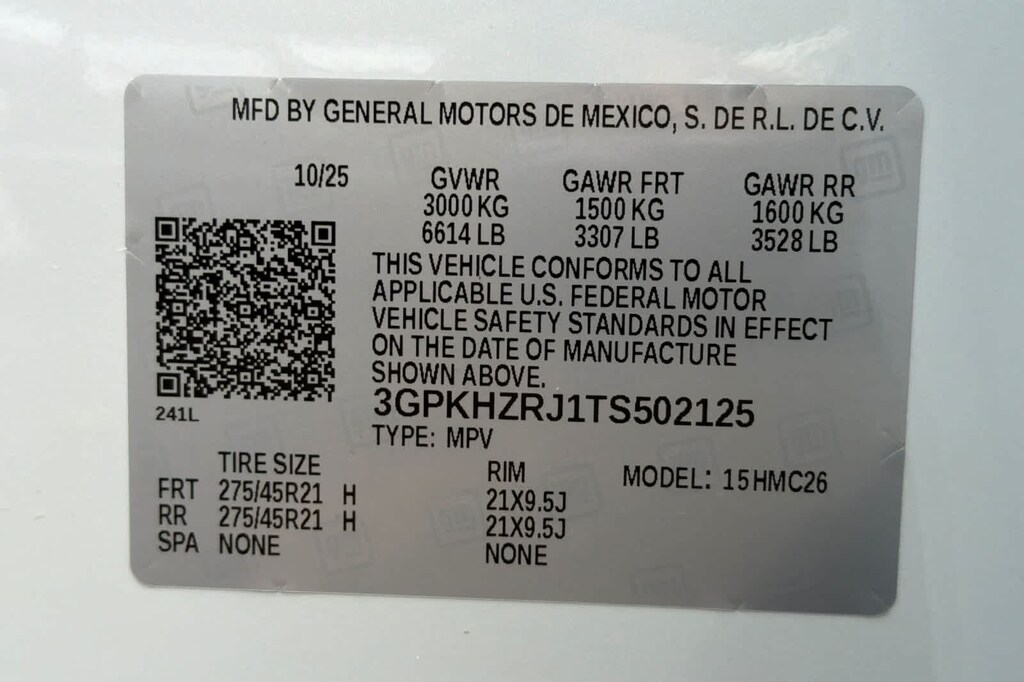 MFD BY GENERAL MOTORS DE MEXICO, S. DE R.L. DE C.V.
10/25 GVWR GAWR FRT GAWR RR
3000 KG 1500 KG 1600 KG
6614 LB 3307 LB 3528 LB
THIS VEHICLE CONFORMS TO ALL
APPLICABLE U.S. FEDERAL MOTOR
VEHICLE SAFETY STANDARDS IN EFFECT
ON THE DATE OF MANUFACTURE
SHOWN ABOVE.
241L
3GPKHZRJ1TS502125
TYPE: MPV
TIRE SIZE RIM MODEL: 15HMC26
FRT 275/45R21 H 21X9.5J
RR 275/45R21 H 21X9.5J
SPA NONE NONE